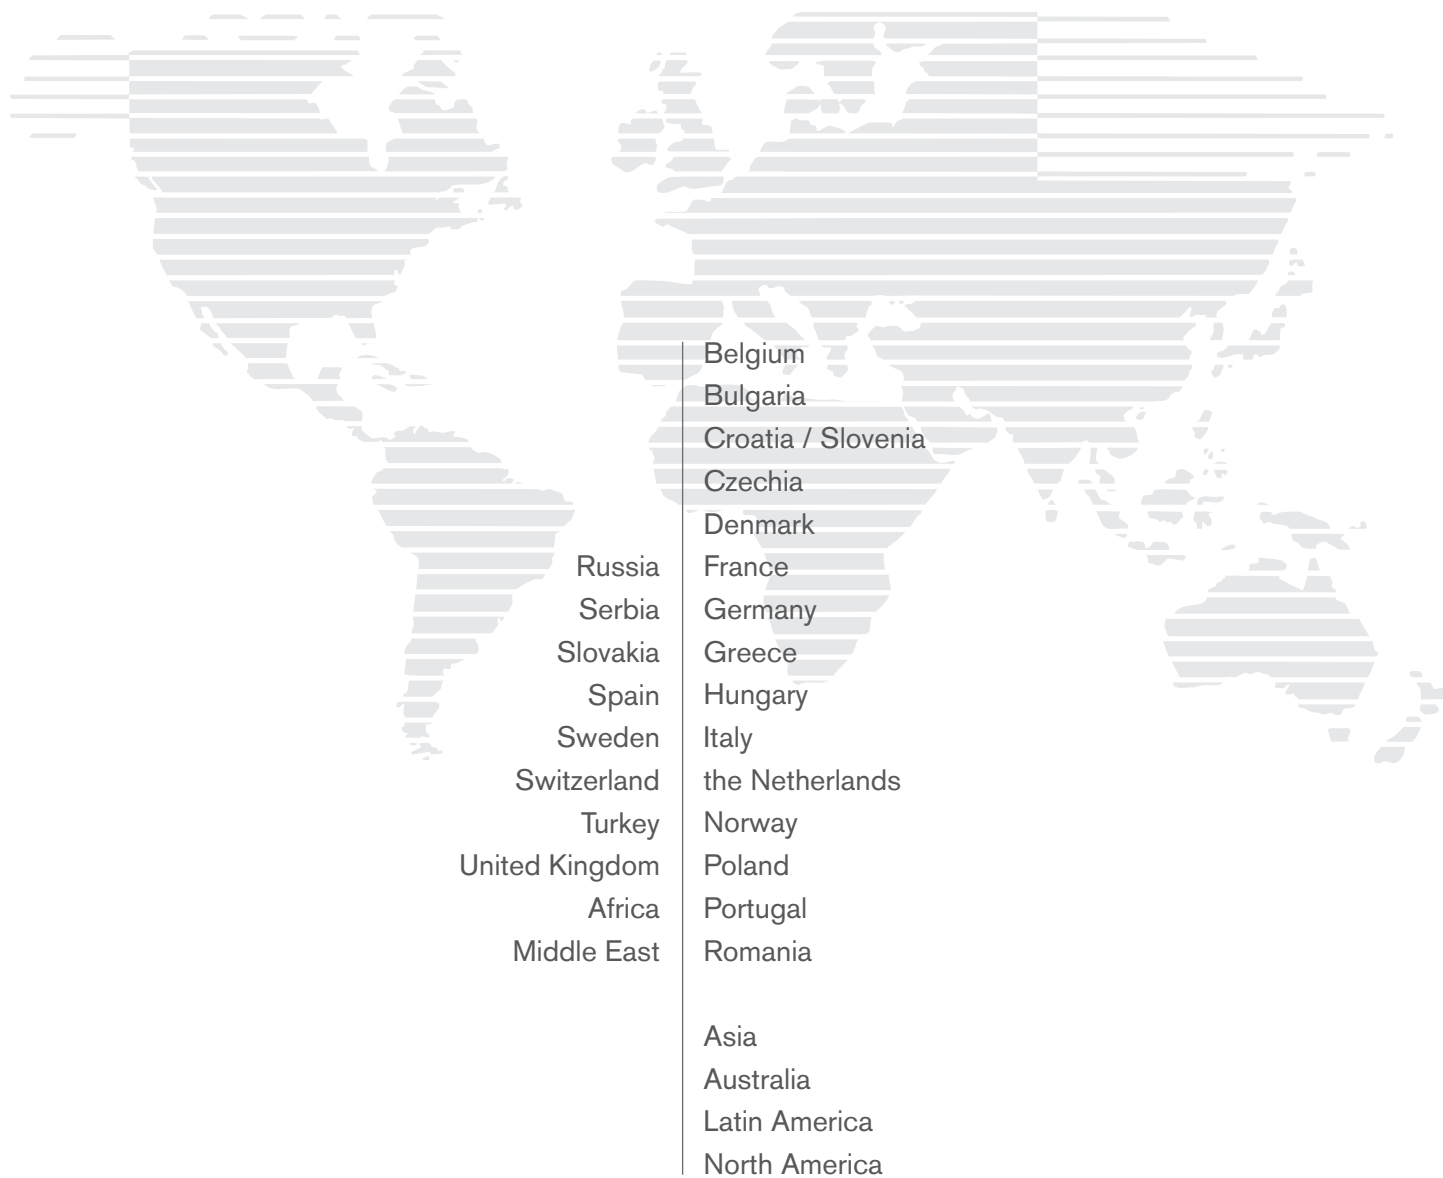 Belgium
Bulgaria
Croatia / Slovenia
Czechia
Denmark
France
Germany
Greece
Hungary
Italy
the Netherlands
Norway
Poland
Portugal
Romania
Russia
Serbia
Slovakia
Spain
Sweden
Switzerland
Turkey
United Kingdom
Africa
Middle East
Asia
Australia
Latin America
North America